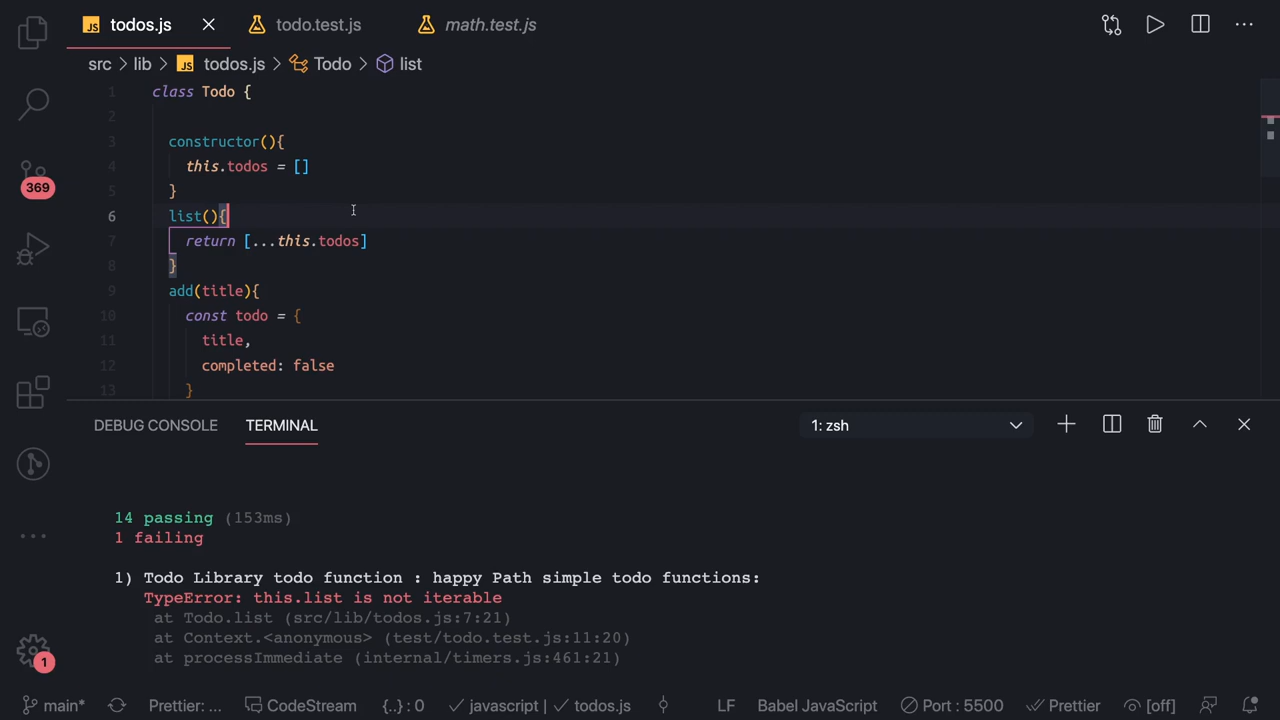 JS todos.js todo.test.js math.test.js
src > lib > JS todos.js > Todo > list
1 class Todo {
2
3 constructor(){
4 this.todos = []
5 }
6 list(){
7 return [...this.todos]
8 }
9 add(title){
10 const todo = {
11 title,
12 completed: false
13 }
369
DEBUG CONSOLE TERMINAL 1: zsh
14 passing (153ms)
1 failing
1) Todo Library todo function : happy Path simple todo functions:
TypeError: this.list is not iterable
at Todo.list (src/lib/todos.js:7:21)
at Context.<anonymous> (test/todo.test.js:11:20)
at processImmediate (internal/timers.js:461:21)
1
main* Prettier: ... CodeStream {..} : 0 javascript | todos.js LF Babel JavaScript Port : 5500 Prettier [off]